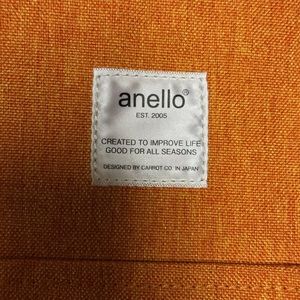 anello®
EST. 2005
CREATED TO IMPROVE LIFE
GOOD FOR ALL SEASONS
DESIGNED BY CARROT CO. IN JAPAN